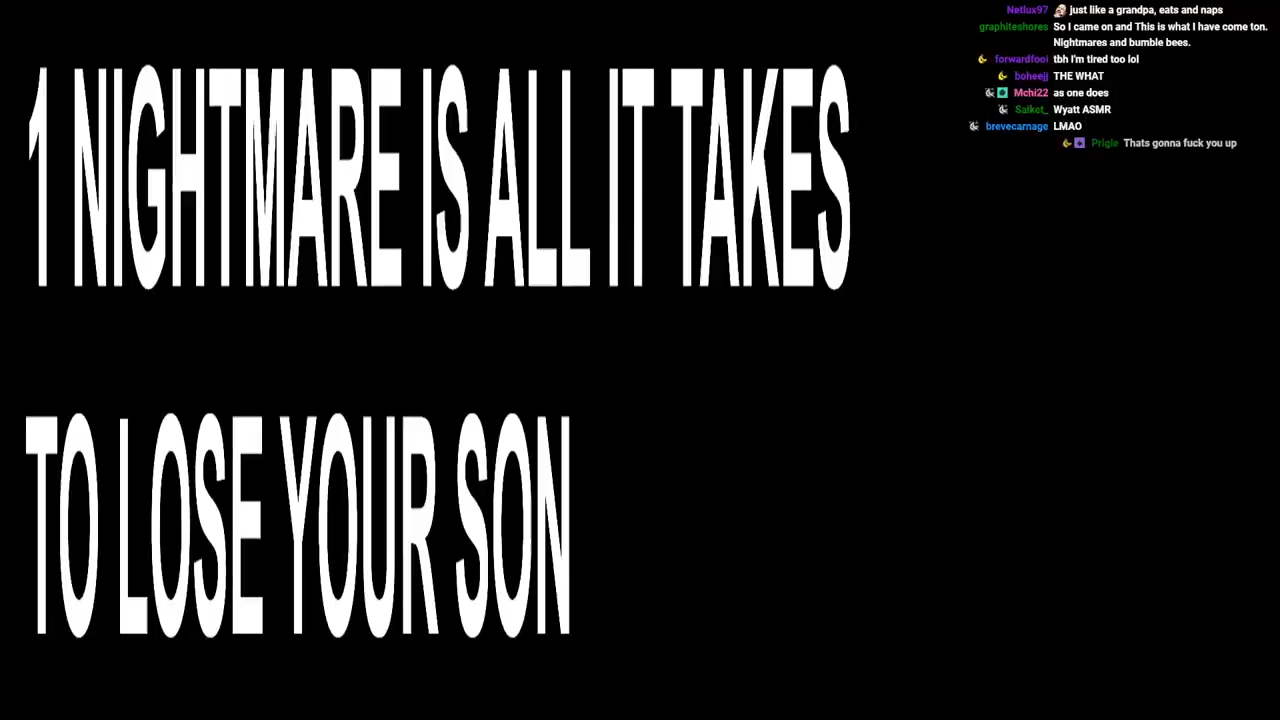 1 NIGHTMARE IS ALL IT TAKES
TO LOSE YOUR SON
Netlux97 just like a grandpa, eats and naps
graphiteshores So I came on and This is what I have come ton.
Nightmares and bumble bees.
forwardfool tbh I'm tired too lol
boheejj THE WHAT
Mchi22 as one does
Saiket_ Wyatt ASMR
brevecarnage LMAO
Prigle Thats gonna fuck you up